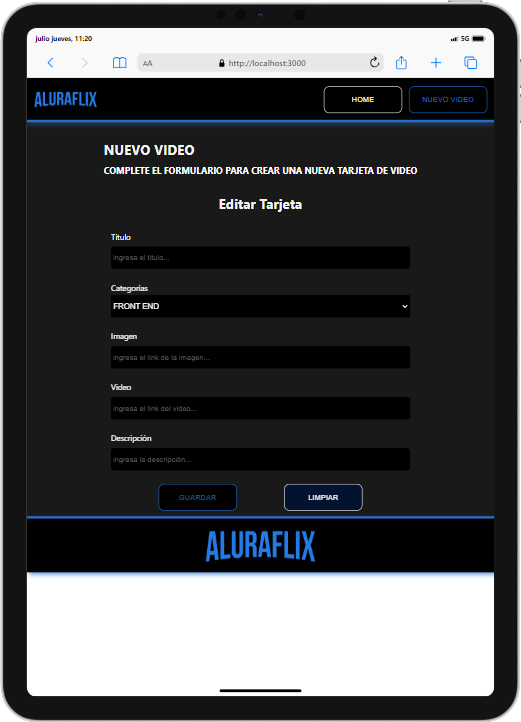 julio jueves, 11:20
5G
AA
http://localhost:3000
ALURAFLIX
HOME
NUEVO VIDEO
NUEVO VIDEO
COMPLETE EL FORMULARIO PARA CREAR UNA NUEVA TARJETA DE VIDEO
Editar Tarjeta
Título
ingresa el título...
Categorías
FRONT END
Imagen
ingresa el link de la imagen...
Video
ingresa el link del video...
Descripción
ingresa la descripción...
GUARDAR
LIMPIAR
ALURAFLIX